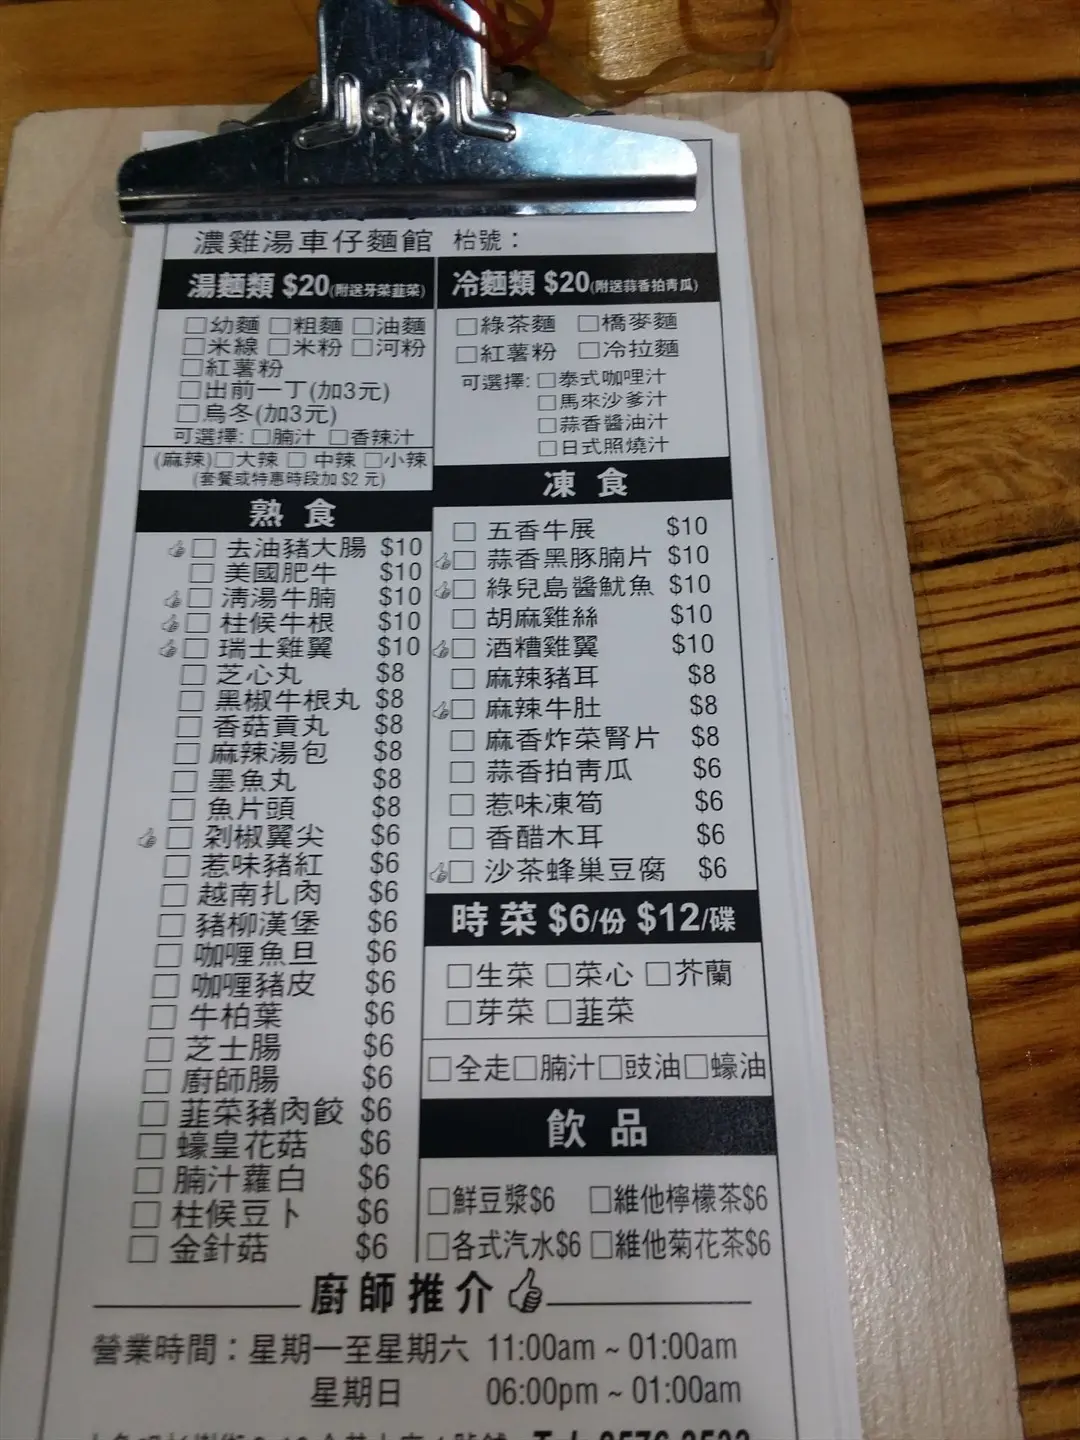 濃雞湯車仔麵館 枱號：
湯麵類 $20(附送牙菜韮菜)
□幼麵 □粗麵 □油麵
□米線 □米粉 □河粉
□紅薯粉
□出前一丁(加3元)
□烏冬(加3元)
可選擇: □腩汁 □香辣汁
(麻辣)□大辣 □中辣 □小辣
(套餐或特惠時段加 $2 元)
熟食
□ 去油豬大腸 $10
□ 美國肥牛 $10
□ 淸湯牛腩 $10
□ 柱候牛根 $10
□ 瑞士雞翼 $10
□ 芝心丸 $8
□ 黑椒牛根丸 $8
□ 香菇貢丸 $8
□ 麻辣湯包 $8
□ 墨魚丸 $8
□ 魚片頭 $8
□ 剁椒翼尖 $6
□ 惹味豬紅 $6
□ 越南扎肉 $6
□ 豬柳漢堡 $6
□ 咖喱魚旦 $6
□ 咖喱豬皮 $6
□ 牛柏葉 $6
□ 芝士腸 $6
□ 廚師腸 $6
□ 韮菜豬肉餃 $6
□ 蠔皇花菇 $6
□ 腩汁蘿白 $6
□ 柱候豆卜 $6
□ 金針菇 $6
冷麵類 $20(附送蒜香拍靑瓜)
□綠茶麵 □橋麥麵
□紅薯粉 □冷拉麵
可選擇: □泰式咖哩汁
□馬來沙爹汁
□蒜香醬油汁
□日式照燒汁
凍食
□ 五香牛展 $10
□ 蒜香黑豚腩片 $10
□ 綠兒島醬魷魚 $10
□ 胡麻雞絲 $10
□ 酒糟雞翼 $10
□ 麻辣豬耳 $8
□ 麻辣牛肚 $8
□ 麻香炸菜腎片 $8
□ 蒜香拍靑瓜 $6
□ 惹味凍筍 $6
□ 香醋木耳 $6
□ 沙茶蜂巢豆腐 $6
時菜 $6/份 $12/碟
□生菜 □菜心 □芥蘭
□芽菜 □韮菜
□全走□腩汁□豉油□蠔油
飲品
□鮮豆漿$6 □維他檸檬茶$6
□各式汽水$6 □維他菊花茶$6
廚師推介
營業時間：星期一至星期六 11:00am ~ 01:00am
星期日 06:00pm ~ 01:00am